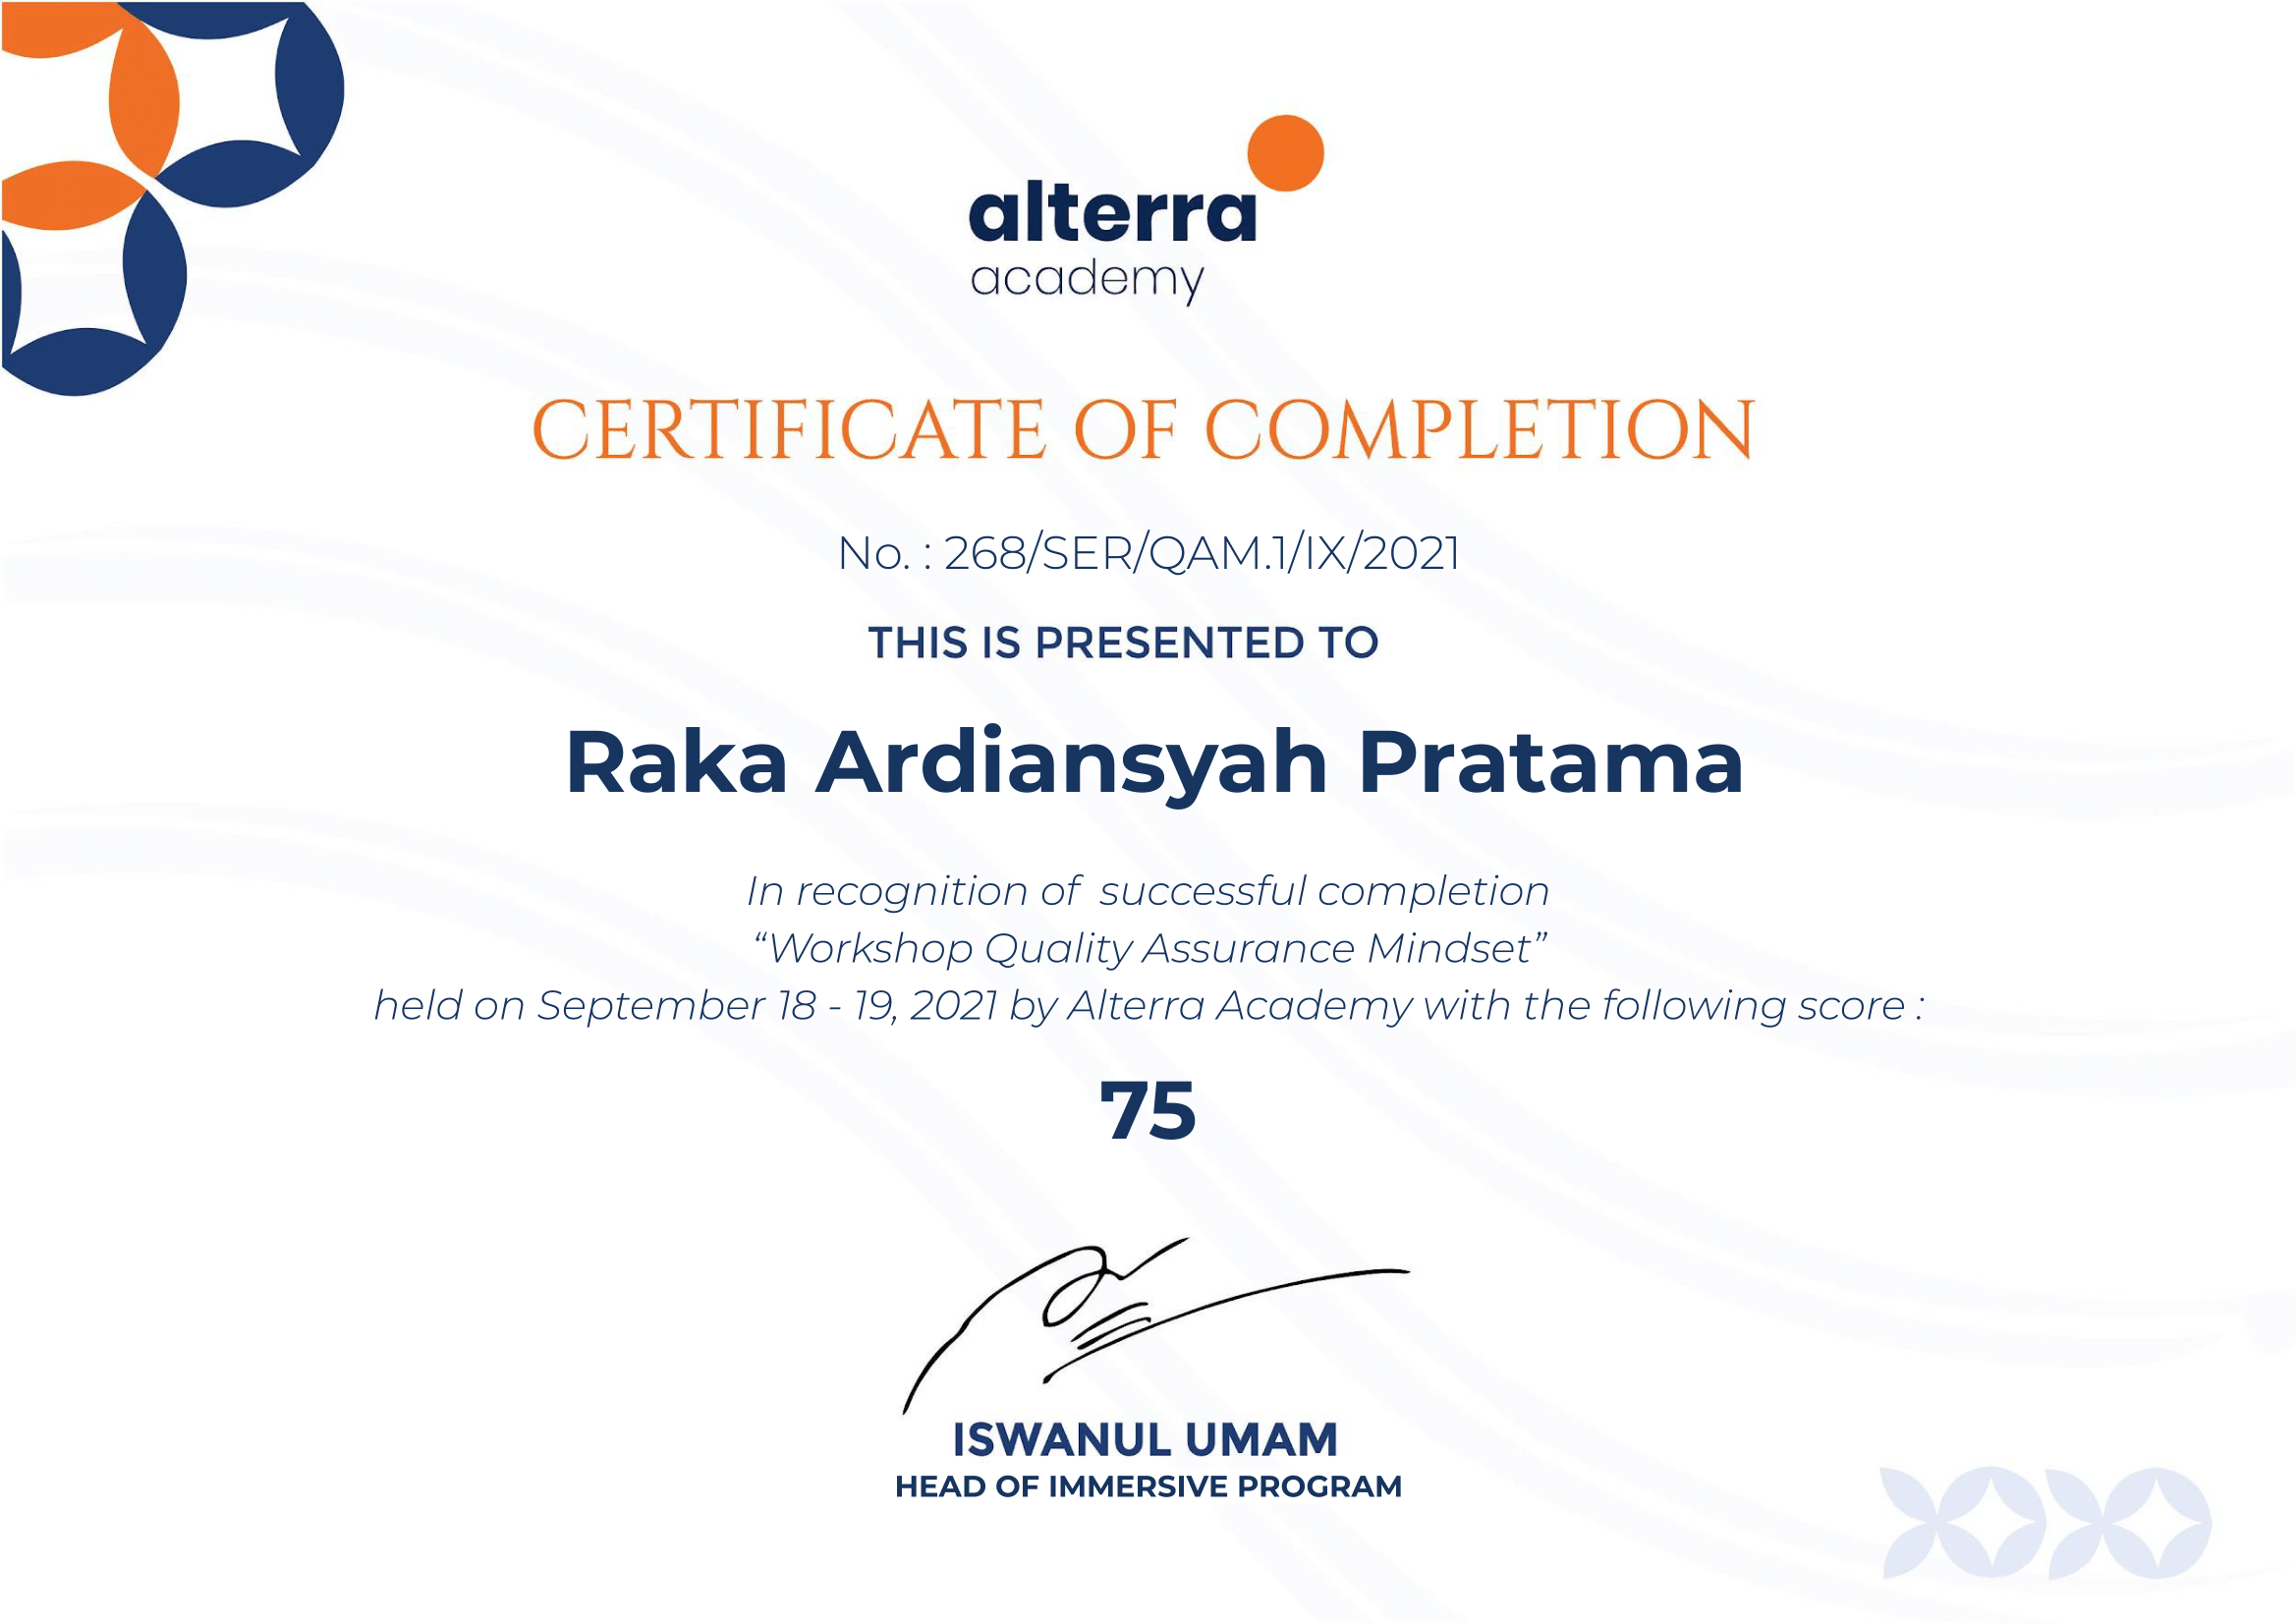 alterra
academy
CERTIFICATE OF COMPLETION
No. : 268/SER/QAM.1/IX/2021
THIS IS PRESENTED TO
Raka Ardiansyah Pratama
In recognition of successful completion
“Workshop Quality Assurance Mindset”
held on September 18 - 19, 2021 by Alterra Academy with the following score :
75
ISWANUL UMAM
HEAD OF IMMERSIVE PROGRAM